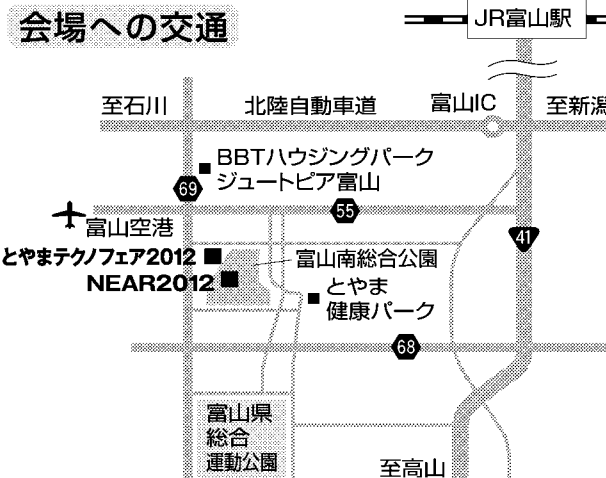 会場への交通
JR富山駅
至石川
北陸自動車道
富山IC
至新潟
BBTハウジングパーク
ジュートピア富山
69
55
富山空港
41
とやまテクノフェア2012
富山南総合公園
NEAR2012
とやま
健康パーク
68
富山県
総合
運動公園
至高山